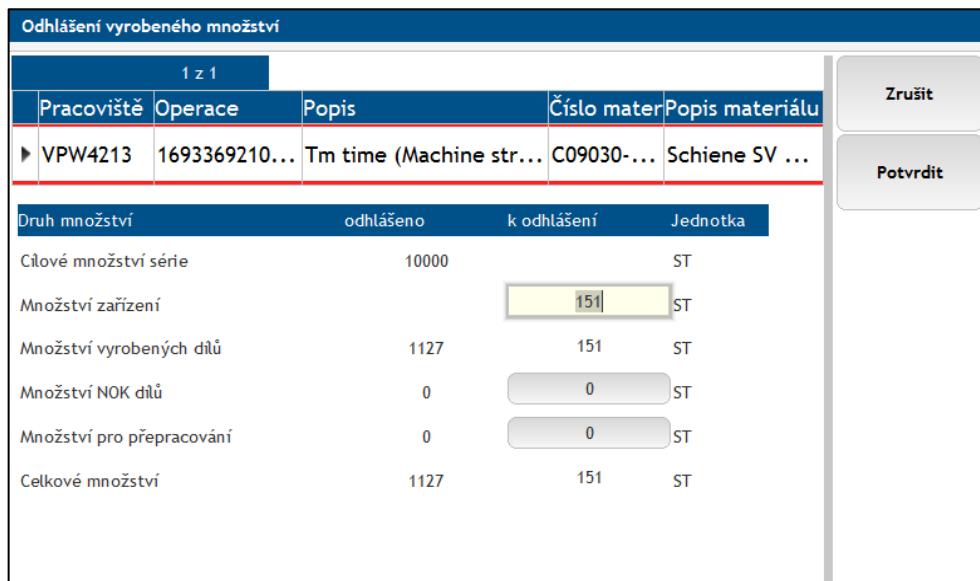 Odhlášení vyrobeného množství
1 z 1
Zrušit
Pracoviště Operace Popis Číslo mater Popis materiálu
VPW4213 1693369210... Tm time (Machine str... C09030-... Schiene SV ...
Potvrdit
Druh množství odhlášeno k odhlášení Jednotka
Cílové množství série 10000 ST
Množství zařízení 151 ST
Množství vyrobených dílů 1127 151 ST
Množství NOK dílů 0 0 ST
Množství pro přepracování 0 0 ST
Celkové množství 1127 151 ST